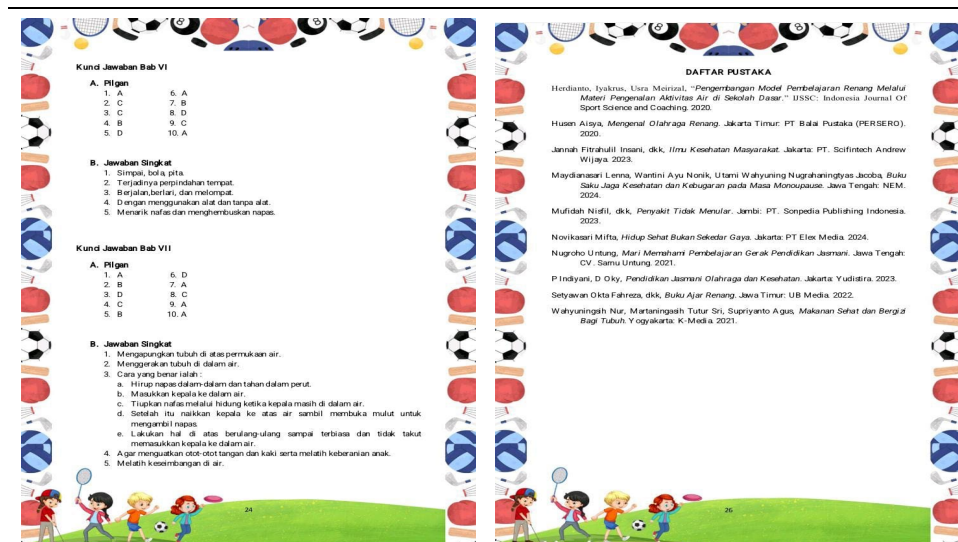 Kunci Jawaban Bab VI
A. Pilgan
1. A 6. A
2. C 7. B
3. C 8. D
4. B 9. C
5. D 10. A
B. Jawaban Singkat
1. Simpai, bola, pita.
2. Terjadinya perpindahan tempat.
3. Berjalan,berlari, dan melompat.
4. Dengan menggunakan alat dan tanpa alat.
5. Menarik nafas dan menghembuskan napas.
Kunci Jawaban Bab VII
A. Pilgan
1. A 6. D
2. B 7. A
3. D 8. C
4. C 9. A
5. B 10. A
B. Jawaban Singkat
1. Mengapungkan tubuh di atas permukaan air.
2. Menggerakan tubuh di dalam air.
3. Cara yang benar ialah :
a. Hirup napas dalam-dalam dan tahan dalam perut.
b. Masukkan kepala ke dalam air.
c. Tiupkan nafas melalui hidung ketika kepala masih di dalam air.
d. Setelah itu naikkan kepala ke atas air sambil membuka mulut untuk
mengambil napas.
e. Lakukan hal di atas berulang-ulang sampai terbiasa dan tidak takut
memasukkan kepala ke dalam air.
4. Agar menguatkan otot-otot tangan dan kaki serta melatih keberanian anak.
5. Melatih keseimbangan di air.
24
DAFTAR PUSTAKA
Herdianto, Iyakrus, Usra Meirizal, "Pengembangan Model Pembelajaran Renang Melalui
Materi Pengenalan Aktivitas Air di Sekolah Dasar." IJSSC: Indonesia Journal Of
Sport Science and Coaching. 2020.
Husen Aisya, Mengenal Olahraga Renang. Jakarta Timur: PT Balai Pustaka (PERSERO).
2020.
Jannah Fitrahulil Insani, dkk, Ilmu Kesehatan Masyarakat. Jakarta: PT. Scifintech Andrew
Wijaya. 2023.
Maydianasari Lenna, Wantini Ayu Nonik, Utami Wahyuning Nugrahaningtyas Jacoba, Buku
Saku Jaga Kesehatan dan Kebugaran pada Masa Monoupause. Jawa Tengah: NEM.
2024.
Mufidah Nisfil, dkk, Penyakit Tidak Menular. Jambi: PT. Sonpedia Publishing Indonesia.
2023.
Novikasari Mifta, Hidup Sehat Bukan Sekedar Gaya. Jakarta: PT Elex Media. 2024.
Nugroho Untung, Mari Memahami Pembelajaran Gerak Pendidikan Jasmani. Jawa Tengah:
CV. Sarnu Untung. 2021.
P Indiyani, D Oky, Pendidikan Jasmani Olahraga dan Kesehatan. Jakarta: Yudistira. 2023.
Setyawan Okta Fahreza, dkk, Buku Ajar Renang. Jawa Timur: UB Media. 2022.
Wahyuningsih Nur, Martaningasih Tutur Sri, Supriyanto Agus, Makanan Sehat dan Bergizi
Bagi Tubuh. Yogyakarta: K-Media. 2021.
26